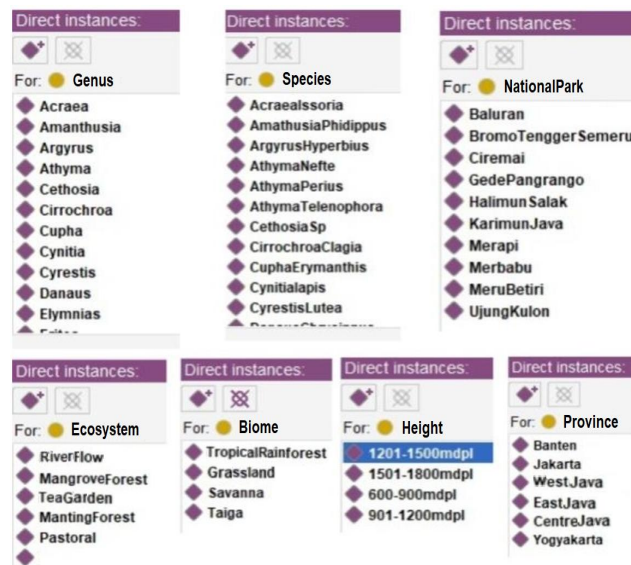 Direct instances:
For: Genus
Acraea
Amanthusia
Argyrus
Athyma
Cethosia
Cirrochroa
Cupha
Cynitia
Cyrestis
Danaus
Elymnias
Direct instances:
For: Species
AcraeaIssoria
AmathusiaPhidippus
ArgyrusHyperbius
AthymaNefte
AthymaPerius
AthymaTelenophora
CethosiaSp
CirrochroaClagia
CuphaErymanthis
Cynitialapis
CyrestisLutea
Direct instances:
For: NationalPark
Baluran
BromoTenggerSemeru
Ciremai
GedePangrango
HalimunSalak
KarimunJava
Merapi
Merbabu
MeruBetiri
UjungKulon
Direct instances:
For: Ecosystem
RiverFlow
MangroveForest
TeaGarden
MantingForest
Pastoral
Direct instances:
For: Biome
TropicalRainforest
Grassland
Savanna
Taiga
Direct instances:
For: Height
1201-1500mdpl
1501-1800mdpl
600-900mdpl
901-1200mdpl
Direct instances:
For: Province
Banten
Jakarta
WestJava
EastJava
CentreJava
Yogyakarta